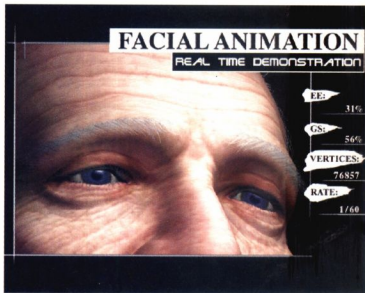 FACIAL ANIMATION
REAL TIME DEMONSTRATION
EE:
31%
GS:
56%
VERTICES:
76857
RATE:
1/60